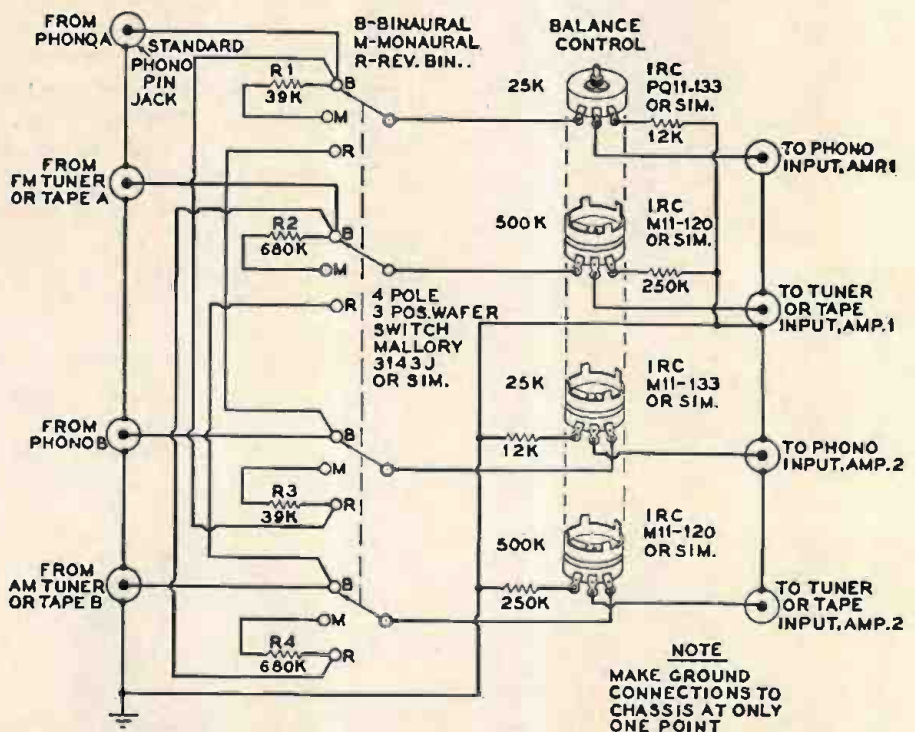 FROM
PHONO A
STANDARD
PHONO
PIN
JACK
B-BINAURAL
M-MONAURAL
R-REV. BIN..
BALANCE
CONTROL
R1
39K
B
M
R
25K
IRC
PQ11-133
OR SIM.
12K
TO PHONO
INPUT, AMP.1
FROM
FM TUNER
OR TAPE A
R2
680K
B
M
R
500K
IRC
M11-120
OR SIM.
250K
TO TUNER
OR TAPE
INPUT, AMP.1
4 POLE
3 POS. WAFER
SWITCH
MALLORY
3143J
OR SIM.
FROM
PHONO B
B
M
R3
39K
R
25K
IRC
M11-133
OR SIM.
12K
TO PHONO
INPUT, AMP.2
FROM
AM TUNER
OR TAPE B
B
M
R4
680K
R
500K
IRC
M11-120
OR SIM.
250K
TO TUNER
OR TAPE
INPUT, AMP.2
NOTE
MAKE GROUND
CONNECTIONS TO
CHASSIS AT ONLY
ONE POINT